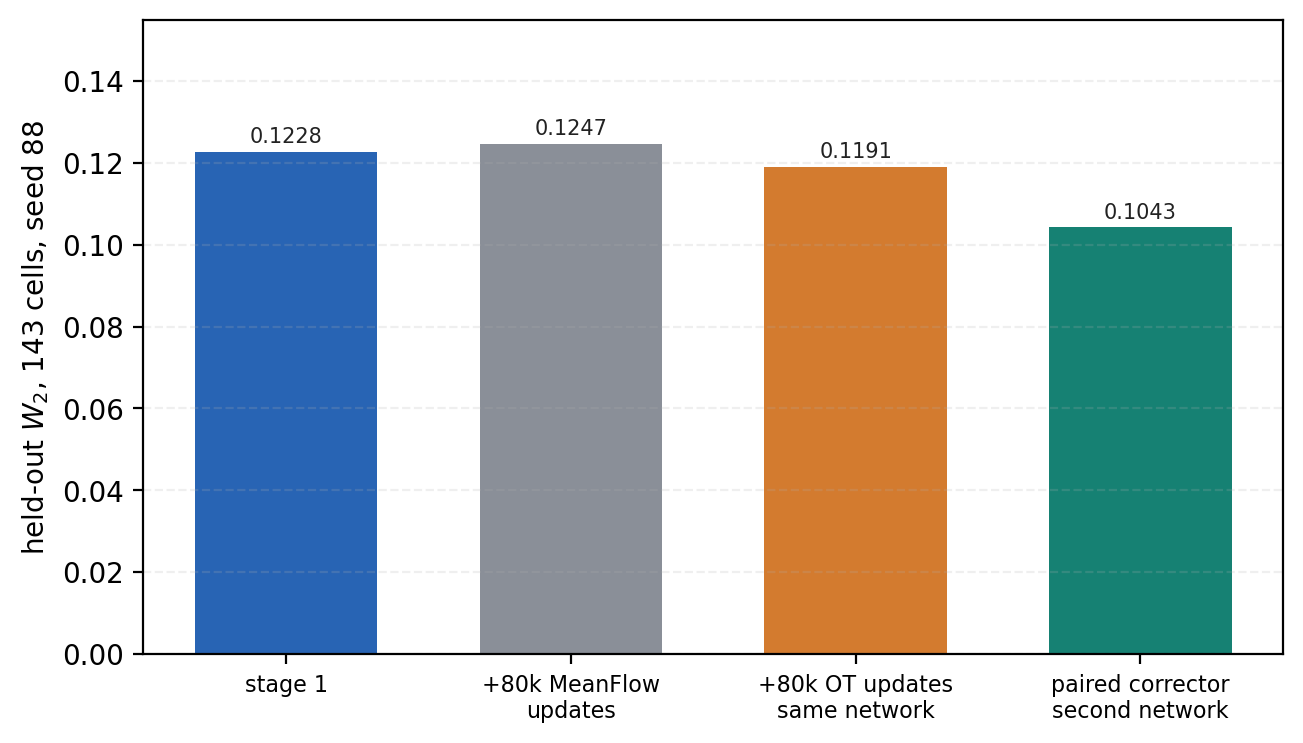 held-out W₂, 143 cells, seed 88
0.14
0.12
0.10
0.08
0.06
0.04
0.02
0.00
0.1228
0.1247
0.1191
0.1043
stage 1
+80k MeanFlow
updates
+80k OT updates
same network
paired corrector
second network